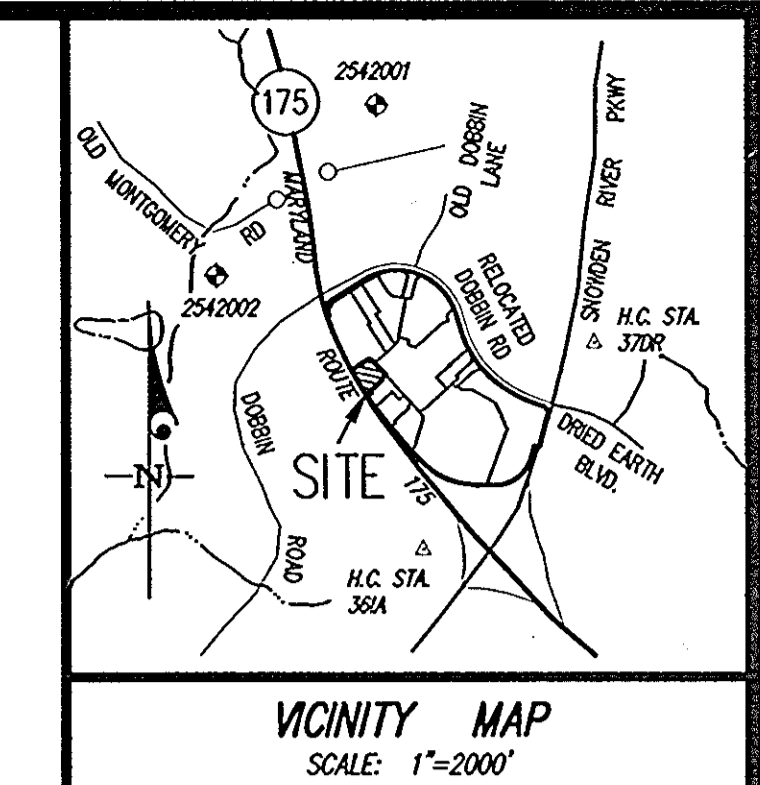 2542001
175
OLD MONTGOMERY RD
MARYLAND
OLD DOBBIN
LANE
SNOWDEN RIVER PKWY
2542002
RELOCATED
DOBBIN RD
H.C. STA.
37DR
ROUTE
DOBBIN
ROAD
DRIED EARTH
BLVD.
N
SITE
175
H.C. STA.
361A
VICINITY MAP
SCALE: 1"=2000'